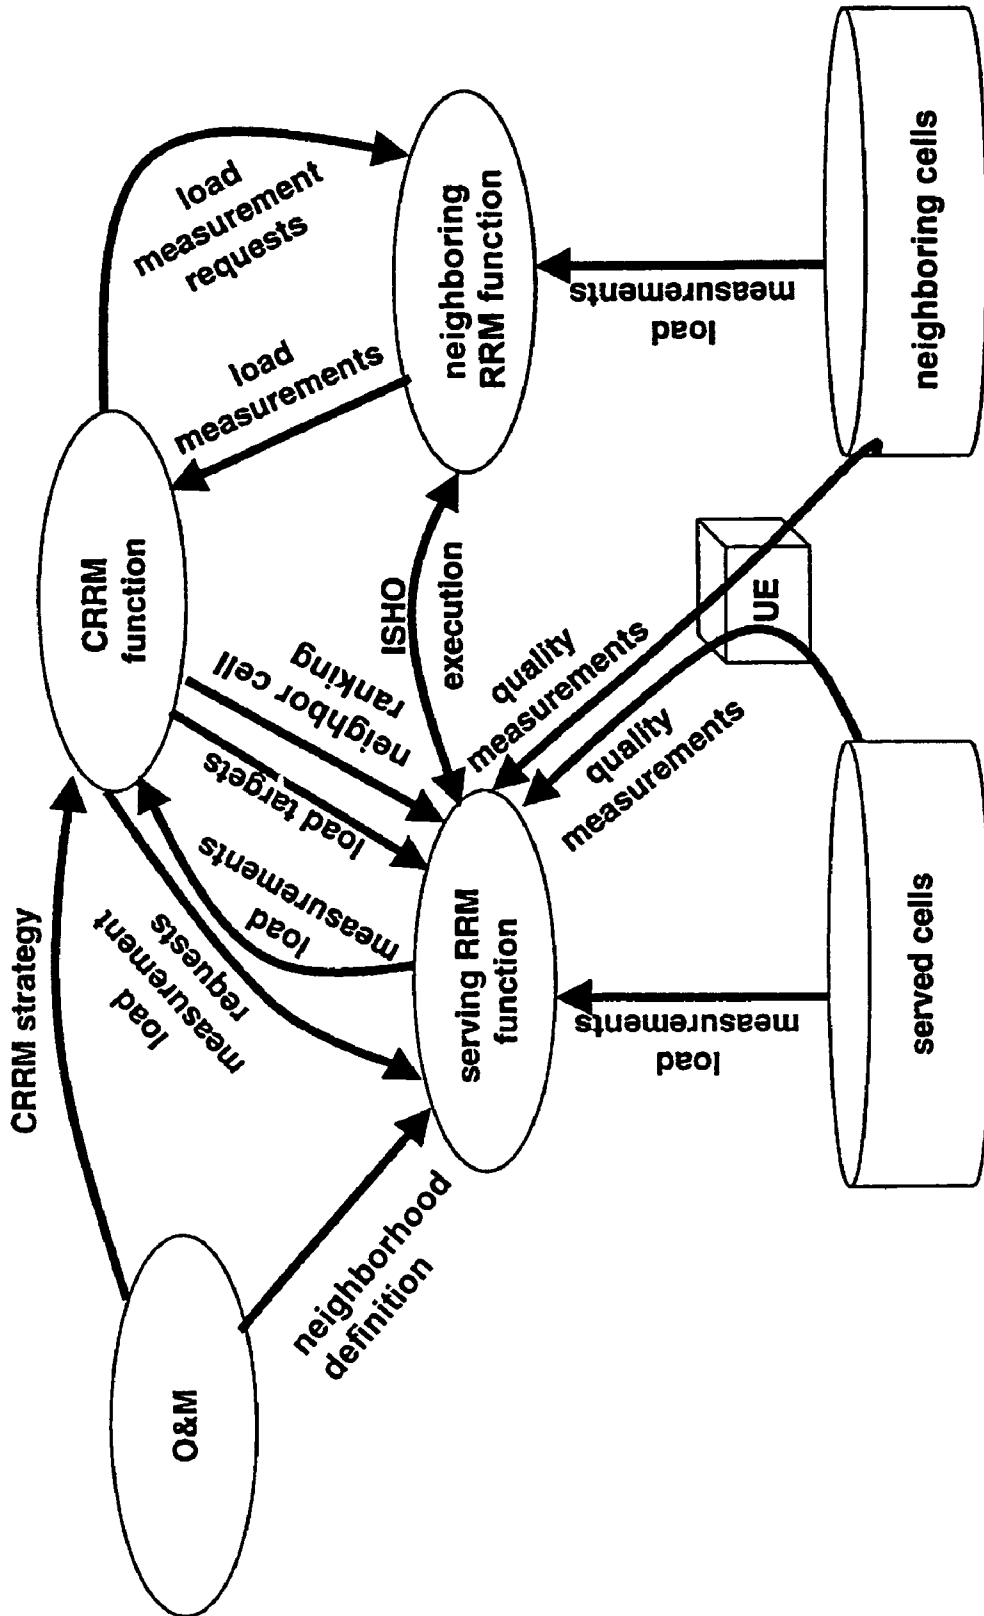 CRRM strategy
O&M
neighborhood
definition
load
measurement
requests
load
measurements
load targets
neighbor cell
ranking
CRRM
function
load
measurement
requests
load
measurements
ISHO
execution
serving RRM
function
neighboring
RRM function
quality
measurements
quality
measurements
UE
load
measurements
load
measurements
served cells
neighboring cells